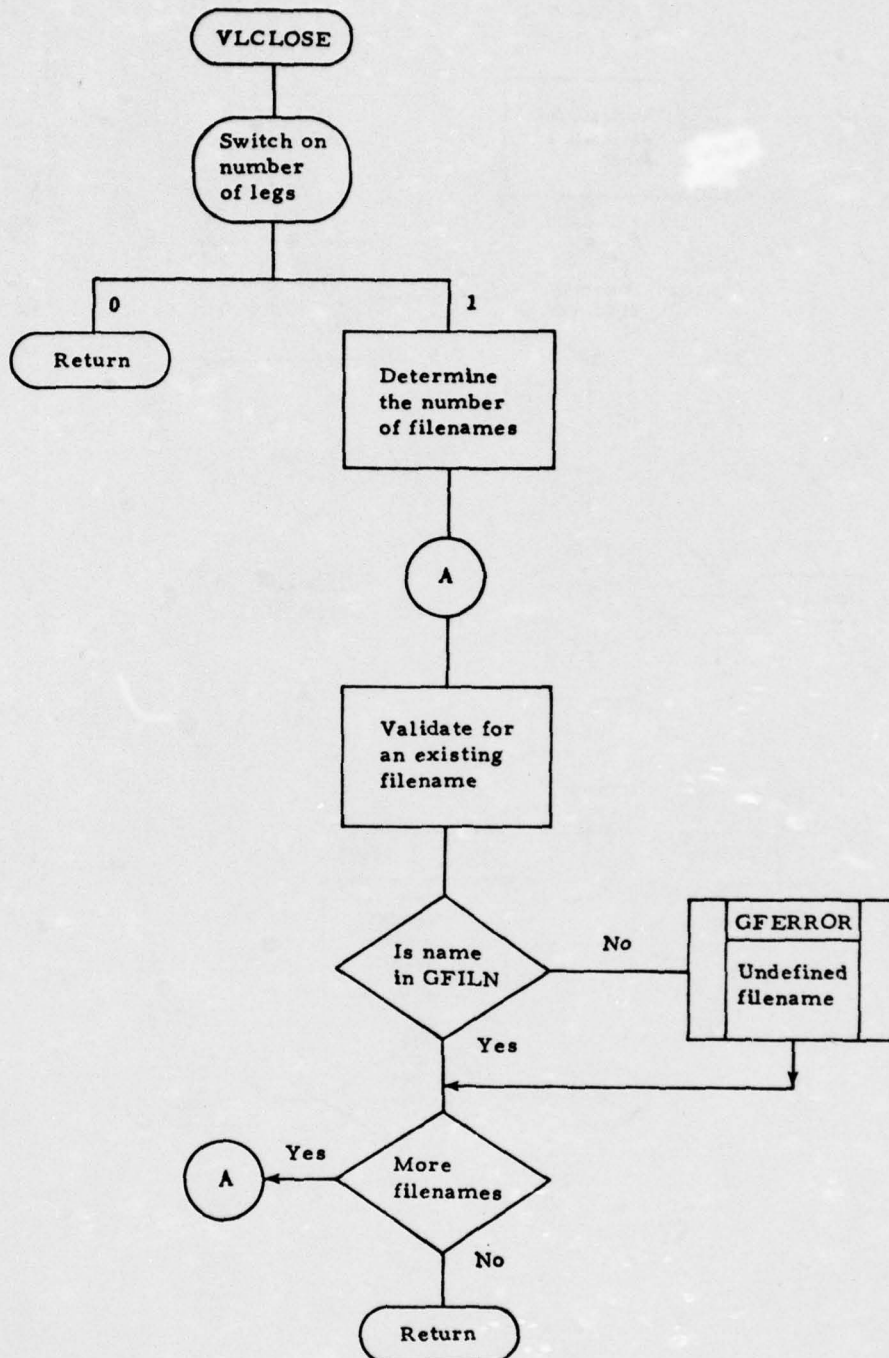 VLCLOSE
Switch on
number
of legs
0
1
Return
Determine
the number
of filenames
A
Validate for
an existing
filename
Is name
in GFILN
No
GFERROR
Undefined
filename
Yes
Yes
A
More
filenames
No
Return